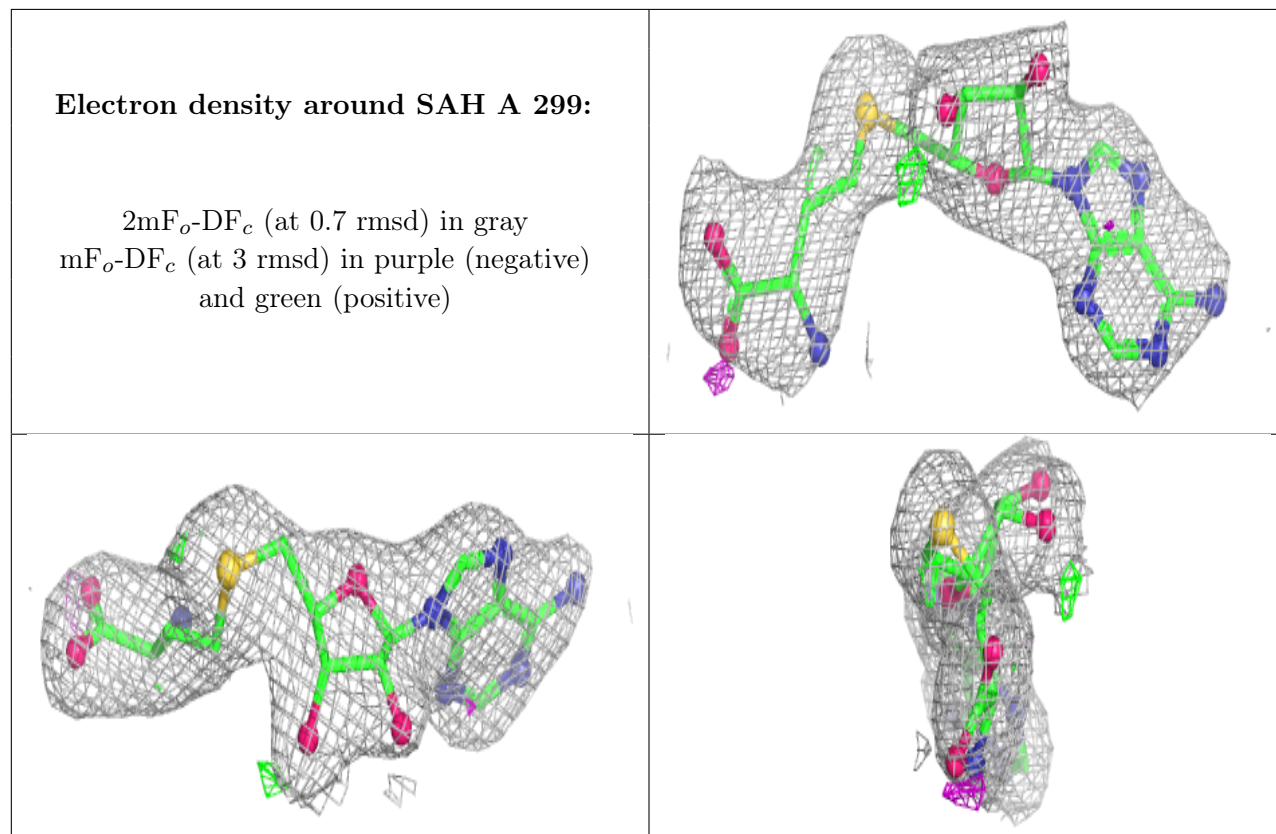 Electron density around SAH A 299:
2mFo-DFc (at 0.7 rmsd) in gray
mFo-DFc (at 3 rmsd) in purple (negative)
and green (positive)